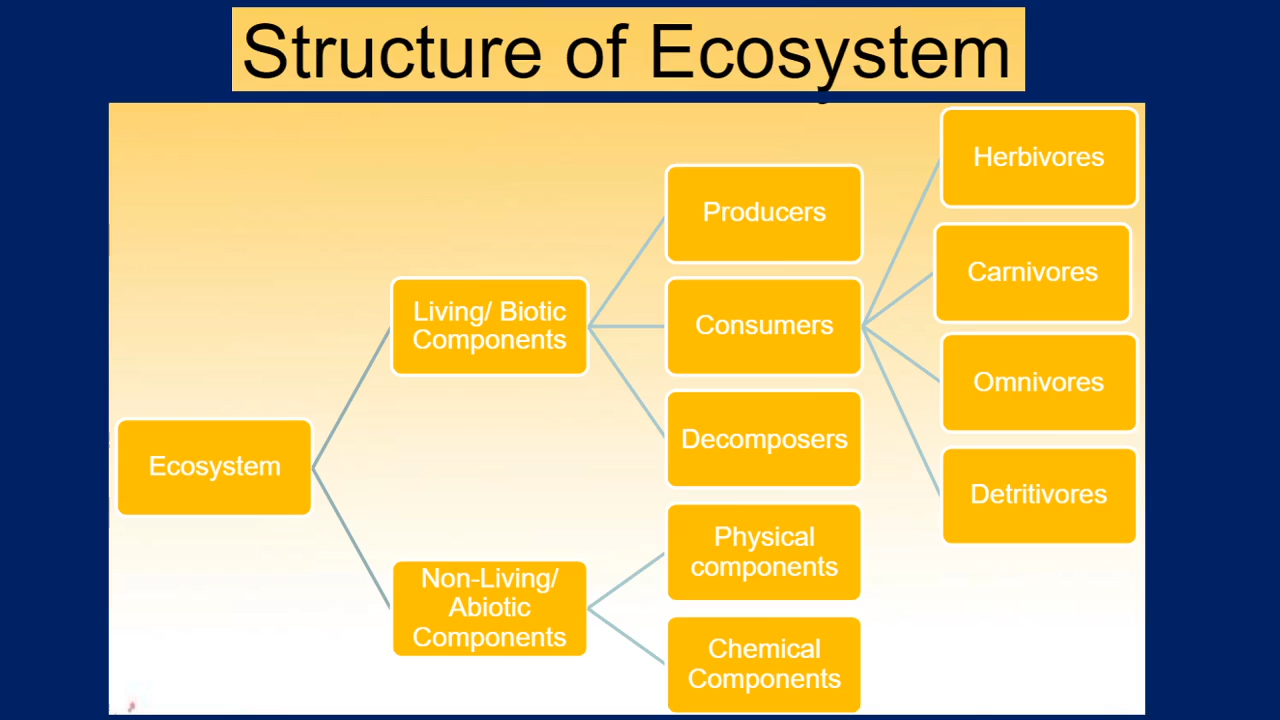 Structure of Ecosystem
Ecosystem
Living/ Biotic
Components
Non-Living/
Abiotic
Components
Producers
Consumers
Decomposers
Physical
components
Chemical
Components
Herbivores
Carnivores
Omnivores
Detritivores